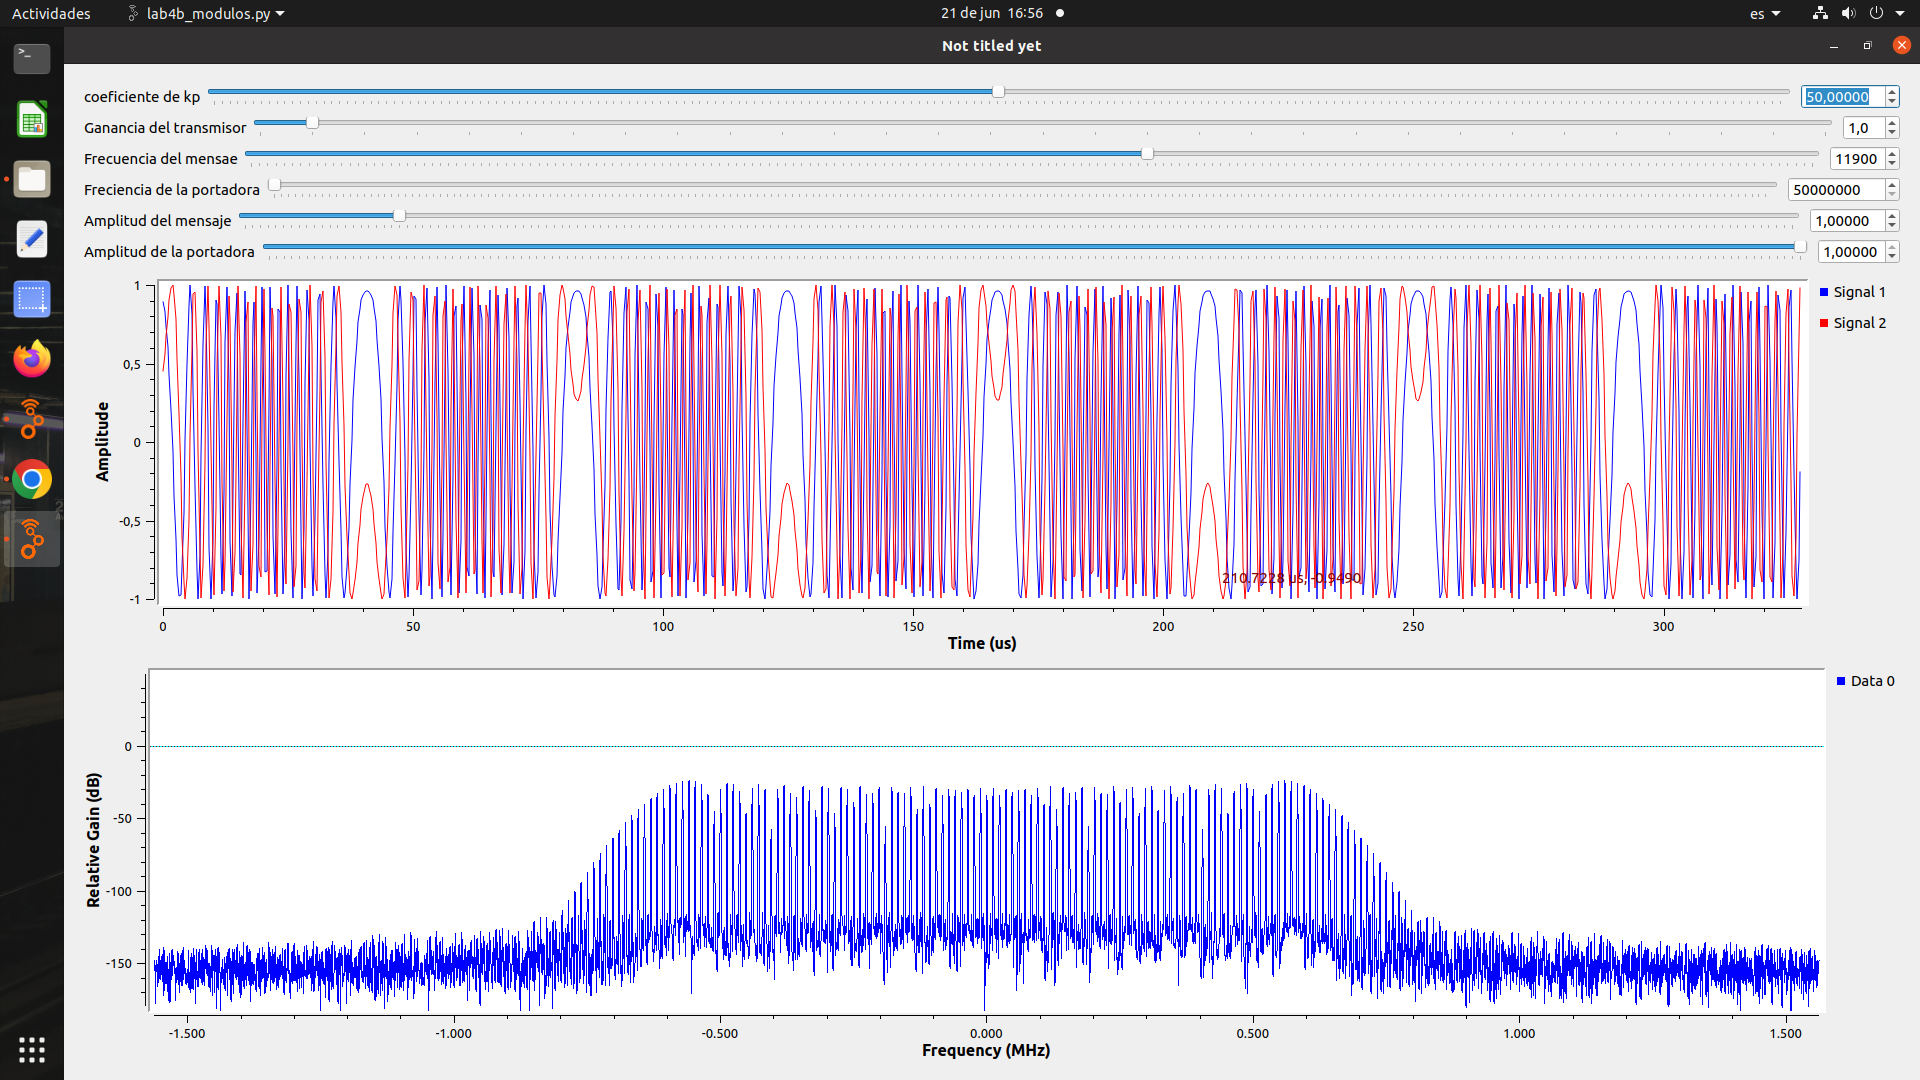 Actividades
lab4b_modulos.py
21 de jun 16:56
es
Not titled yet
coeficiente de kp
50,00000
Ganancia del transmisor
1,0
Frecuencia del mensae
11900
Freciencia de la portadora
50000000
Amplitud del mensaje
1,00000
Amplitud de la portadora
1,00000
Amplitude
1
0,5
0
-0,5
-1
Signal 1
Signal 2
210,7228 us, -0.9490
0 50 100 150 200 250 300
Time (us)
Relative Gain (dB)
0
-50
-100
-150
Data 0
-1.500 -1.000 -0.500 0.000 0.500 1.000 1.500
Frequency (MHz)